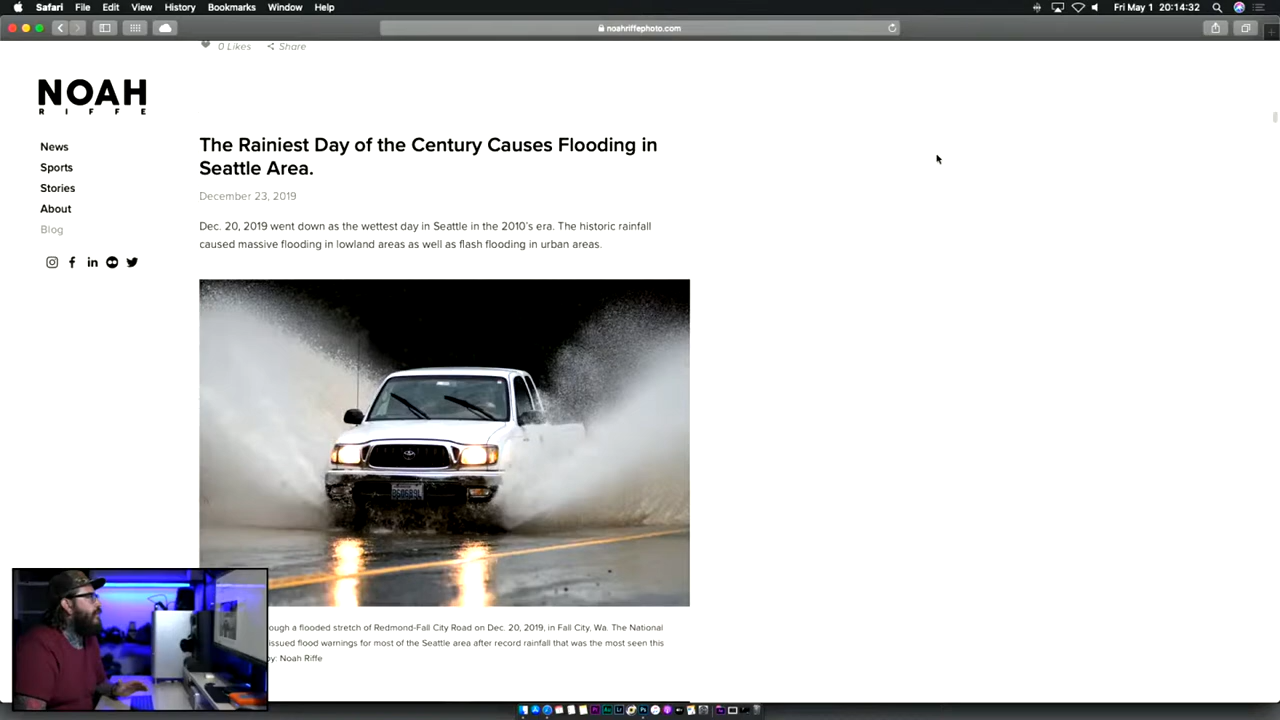 Safari File Edit View History Bookmarks Window Help
Fri May 1 20:14:32
noahriffephoto.com
0 Likes Share
NOAH
RIFFE
News
Sports
Stories
About
Blog
The Rainiest Day of the Century Causes Flooding in
Seattle Area.
December 23, 2019
Dec. 20, 2019 went down as the wettest day in Seattle in the 2010's era. The historic rainfall
caused massive flooding in lowland areas as well as flash flooding in urban areas.
ough a flooded stretch of Redmond-Fall City Road on Dec. 20, 2019, in Fall City, Wa. The National
issued flood warnings for most of the Seattle area after record rainfall that was the most seen this
by: Noah Riffe